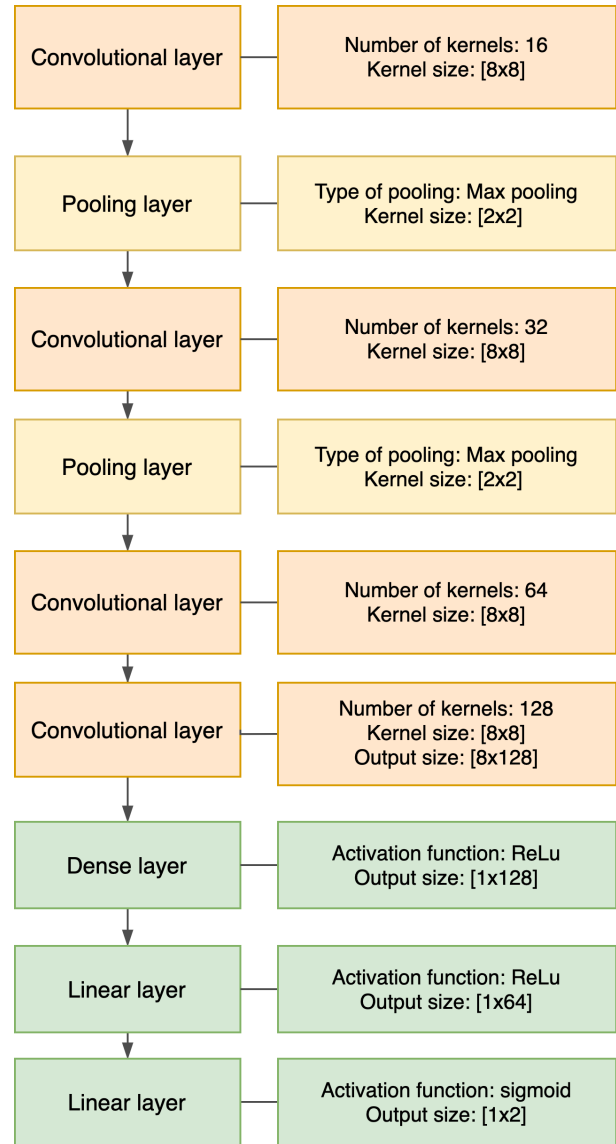 Convolutional layer
Number of kernels: 16
Kernel size: [8x8]
Pooling layer
Type of pooling: Max pooling
Kernel size: [2x2]
Convolutional layer
Number of kernels: 32
Kernel size: [8x8]
Pooling layer
Type of pooling: Max pooling
Kernel size: [2x2]
Convolutional layer
Number of kernels: 64
Kernel size: [8x8]
Convolutional layer
Number of kernels: 128
Kernel size: [8x8]
Output size: [8x128]
Dense layer
Activation function: ReLu
Output size: [1x128]
Linear layer
Activation function: ReLu
Output size: [1x64]
Linear layer
Activation function: sigmoid
Output size: [1x2]